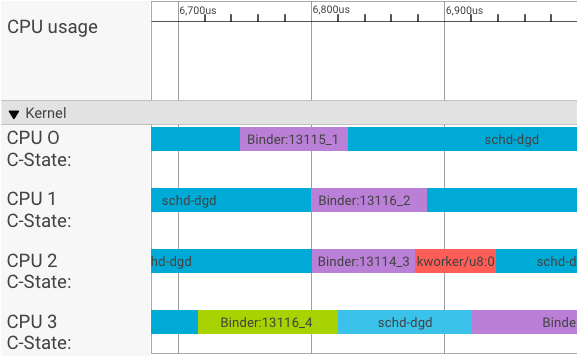 6,700us 6,800us 6,900us
CPU usage
Kernel
CPU 0 Binder:13115_1 schd-dgd
C-State:
CPU 1 schd-dgd Binder:13116_2
C-State:
CPU 2 hd-dgd Binder:13114_3 kworker/u8:0 schd-d
C-State:
CPU 3 Binder:13116_4 schd-dgd Binde
C-State: